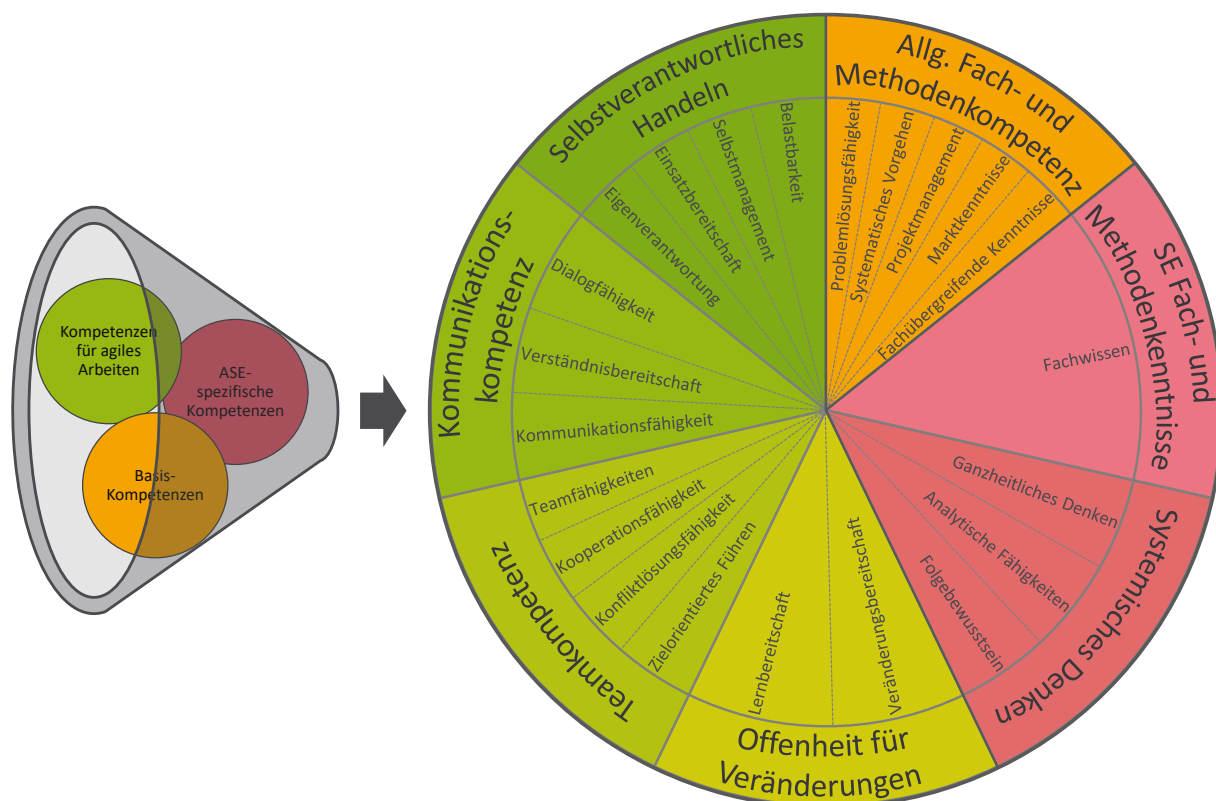 Kompetenzen
für agiles
Arbeiten
ASE-
spezifische
Kompetenzen
Basis-
Kompetenzen
Allg. Fach- und
Methodenkompetenz
Problemlösungsfähigkeit
Systematisches Vorgehen
Projektmanagement
Marktkenntnisse
Fachübergreifende Kenntnisse
SE Fach- und
Methodenkenntnisse
Fachwissen
Systemisches Denken
Ganzheitliches Denken
Analytische Fähigkeiten
Folgebewusstsein
Offenheit für
Veränderungen
Veränderungsbereitschaft
Lernbereitschaft
Teamkompetenz
Zielorientiertes Führen
Konfliktlösungsfähigkeit
Kooperationsfähigkeit
Teamfähigkeiten
Kommunikations-
kompetenz
Kommunikationsfähigkeit
Verständnisbereitschaft
Dialogfähigkeit
Selbstverantwortliches
Handeln
Eigenverantwortung
Einsatzbereitschaft
Selbstmanagement
Belastbarkeit